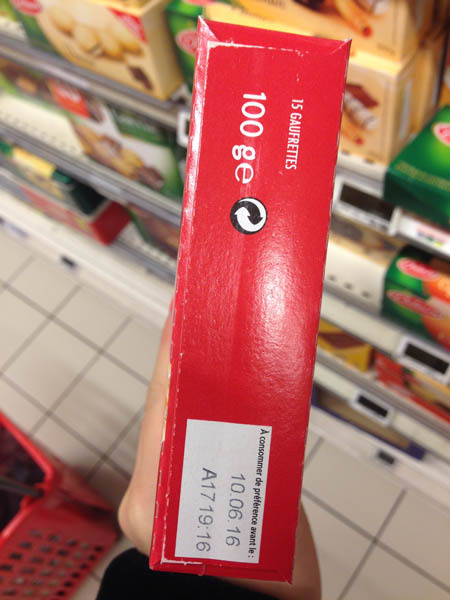 15 GAUFRETTES
100 g e
À consommer de préférence avant le :
10.06.16
A1719:16